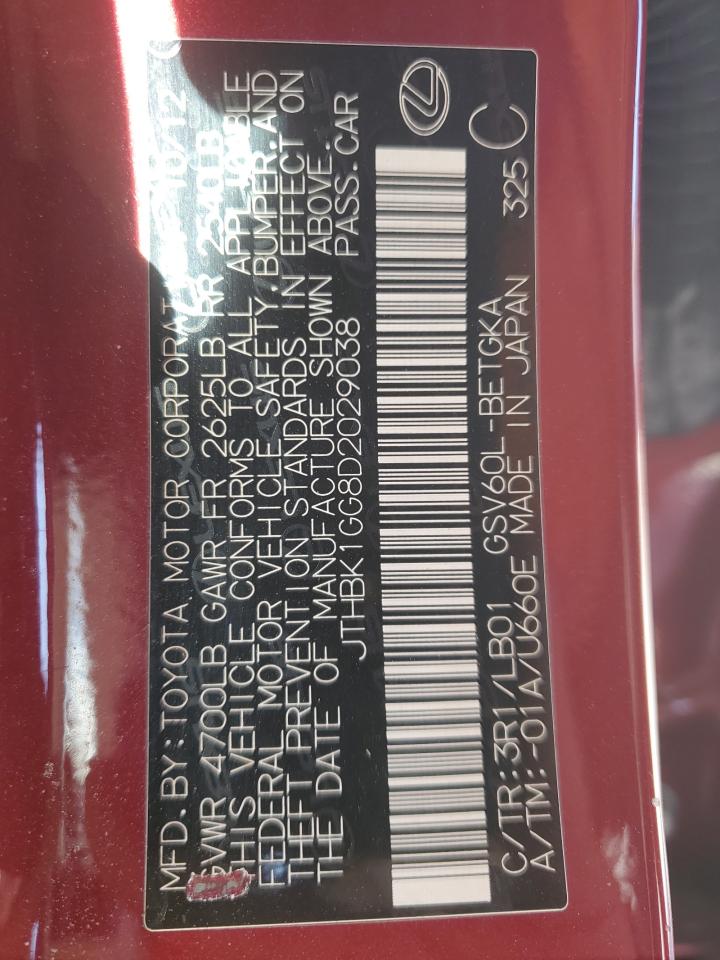 MFD.BY:TOYOTA MOTOR CORPORAT 10/12
GVWR 4700LB GAWR FR 2625LB RR 2540LB
THIS VEHICLE CONFORMS TO ALL APPLICABLE
FEDERAL MOTOR VEHICLE SAFETY,BUMPER,AND
THEFT PREVENTION STANDARDS IN EFFECT ON
THE DATE OF MANUFACTURE SHOWN ABOVE.
JTHBK1GG8D2029038 PASS.CAR
C/TR:3R1/LB01 GSV60L-BETGKA
A/TM:-01A/U660E MADE IN JAPAN 325 C